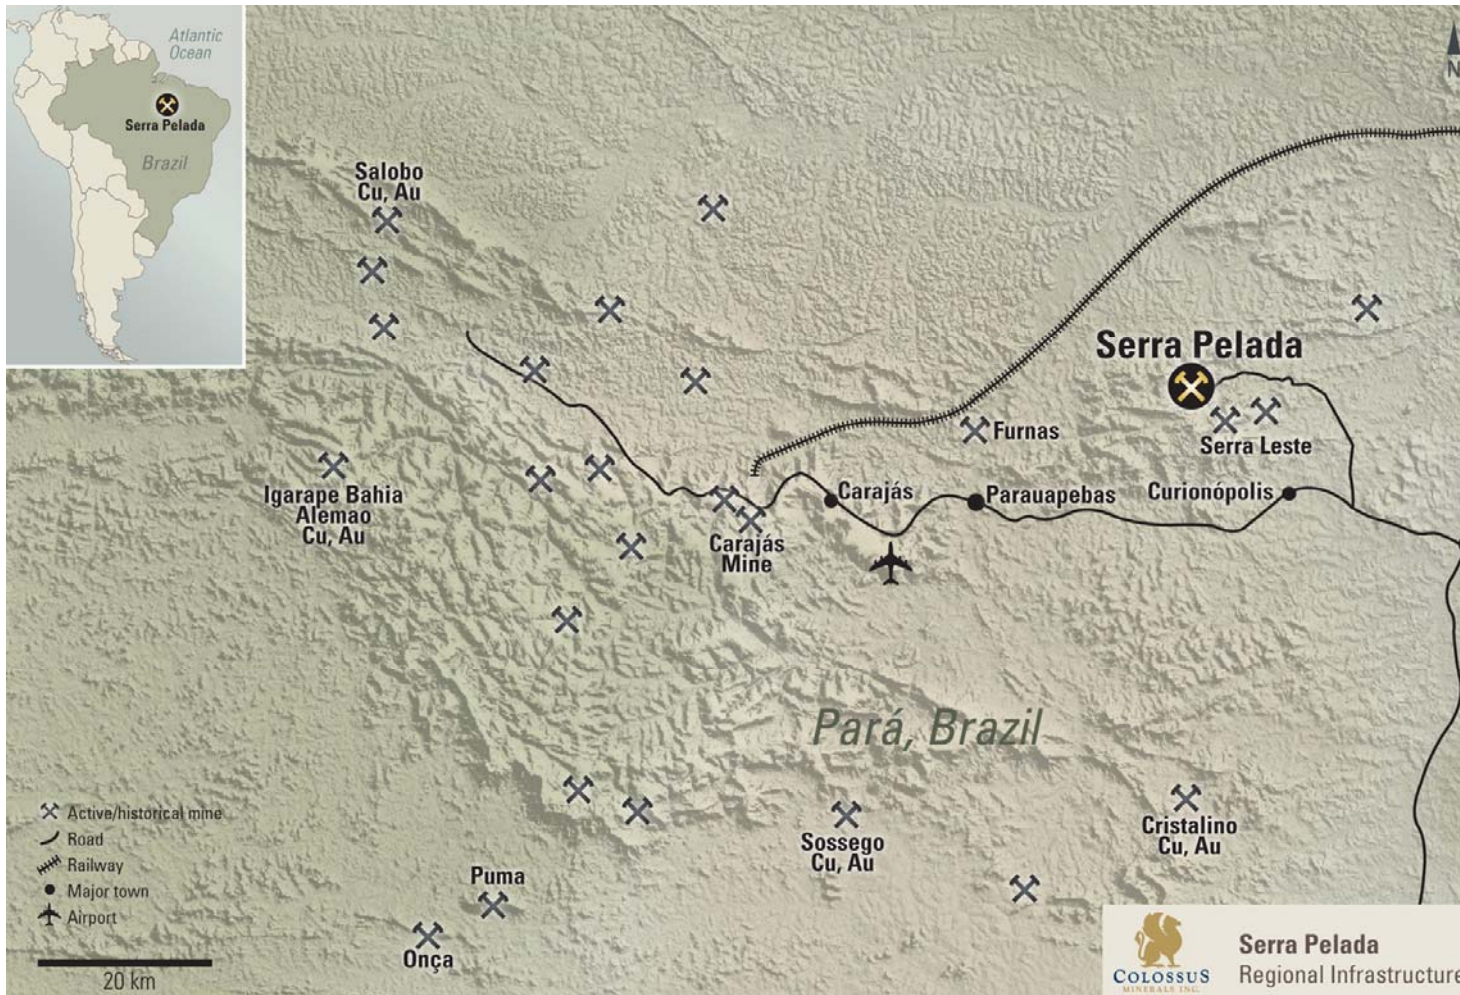 Atlantic
Ocean
Serra Pelada
Brazil
N
Salobo
Cu, Au
Serra Pelada
Furnas
Serra Leste
Igarape Bahia
Alemao
Cu, Au
Carajás
Parauapebas
Curionópolis
Carajás
Mine
Pará, Brazil
Active/historical mine
Road
Railway
Major town
Airport
Sossego
Cu, Au
Cristalino
Cu, Au
Puma
Onça
20 km
COLOSSUS
MINERALS INC.
Serra Pelada
Regional Infrastructure